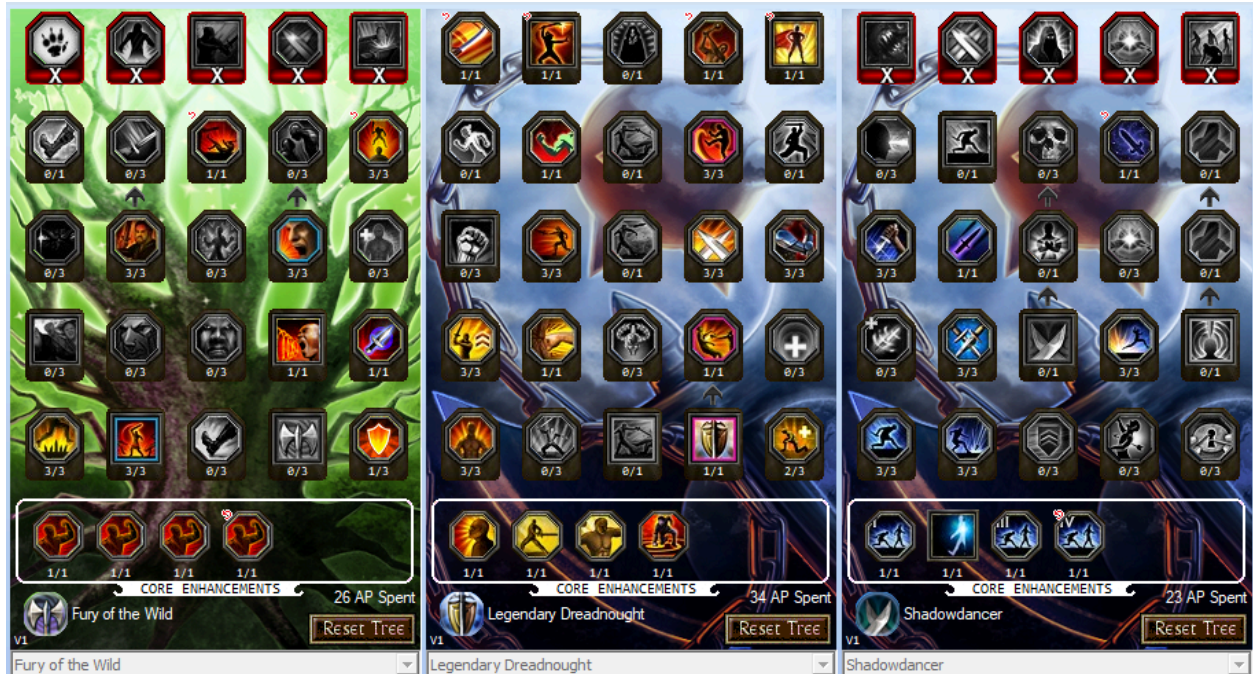 X X X X X
0/1 0/3 1/1 0/3 3/3
0/3 3/3 0/3 3/3 0/3
0/3 0/3 0/3 1/1 1/3
3/3 3/3 0/3 0/3 1/3
1/1 1/1 1/1 1/1
CORE ENHANCEMENTS
26 AP Spent
Fury of the Wild
V1
RESET TREE
Fury of the Wild
1/1 1/1 0/1 1/1 1/1
0/1 1/1 0/1 3/3 0/1
0/3 3/3 0/1 3/3 3/3
3/3 1/1 0/3 1/1 0/3
3/3 0/3 0/1 1/1 2/3
1/1 1/1 1/1 1/1
CORE ENHANCEMENTS
34 AP Spent
Legendary Dreadnought
V1
RESET TREE
Legendary Dreadnought
X X X X X
0/3 0/1 0/3 1/1 0/1
3/3 1/1 0/1 0/3 0/1
0/3 3/3 0/1 3/3 0/1
3/3 3/3 0/3 0/3 0/3
I III IV
1/1 1/1 1/1 1/1
CORE ENHANCEMENTS
23 AP Spent
Shadowdancer
V1
RESET TREE
Shadowdancer